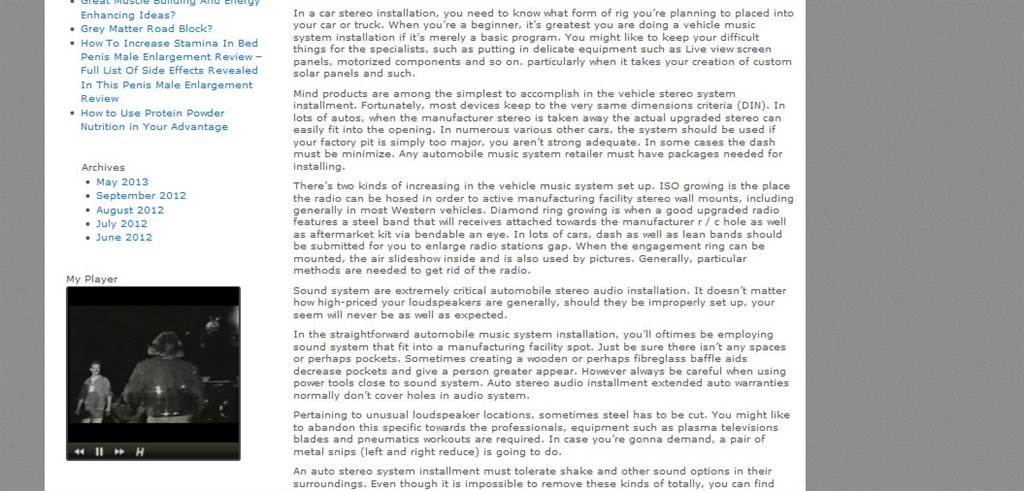 Great Muscle Building And Energy
Enhancing Ideas?
Grey Matter Road Block?
How To Increase Stamina In Bed
Penis Male Enlargement Review –
Full List Of Side Effects Revealed
In This Penis Male Enlargement
Review
How to Use Protein Powder
Nutrition in Your Advantage
Archives
May 2013
September 2012
August 2012
July 2012
June 2012
My Player
H
In a car stereo installation, you need to know what form of rig you're planning to placed into
your car or truck. When you're a beginner, it's greatest you are doing a vehicle music
system installation if it's merely a basic program. You might like to keep your difficult
things for the specialists, such as putting in delicate equipment such as Live view screen
panels, motorized components and so on. particularly when it takes your creation of custom
solar panels and such.
Mind products are among the simplest to accomplish in the vehicle stereo system
installment. Fortunately, most devices keep to the very same dimensions criteria (DIN). In
lots of autos, when the manufacturer stereo is taken away the actual upgraded stereo can
easily fit into the opening. In numerous various other cars, the system should be used if
your factory pit is simply too major, you aren't strong adequate. In some cases the dash
must be minimize. Any automobile music system retailer must have packages needed for
installing.
There's two kinds of increasing in the vehicle music system set up. ISO growing is the place
the radio can be hosed in order to active manufacturing facility stereo wall mounts, including
generally in most Western vehicles. Diamond ring growing is when a good upgraded radio
features a steel band that will receives attached towards the manufacturer r / c hole as well
as aftermarket kit via bendable an eye. In lots of cars, dash as well as lean bands should
be submitted for you to enlarge radio stations gap. When the engagement ring can be
mounted, the air slideshow inside and is also used by pictures. Generally, particular
methods are needed to get rid of the radio.
Sound system are extremely critical automobile stereo audio installation. It doesn't matter
how high-priced your loudspeakers are generally, should they be improperly set up, your
seem will never be as well as expected.
In the straightforward automobile music system installation, you'll oftimes be employing
sound system that fit into a manufacturing facility spot. Just be sure there isn't any spaces
or perhaps pockets. Sometimes creating a wooden or perhaps fibreglass baffle aids
decrease pockets and give a person greater appear. However always be careful when using
power tools close to sound system. Auto stereo audio installment extended auto warranties
normally don't cover holes in audio system.
Pertaining to unusual loudspeaker locations, sometimes steel has to be cut. You might like
to abandon this specific towards the professionals, equipment such as plasma televisions
blades and pneumatics workouts are required. In case you're gonna demand, a pair of
metal snips (left and right reduce) is going to do.
An auto stereo system installment must tolerate shake and other sound options in their
surroundings. Even though it is impossible to remove these kinds of totally, you can find